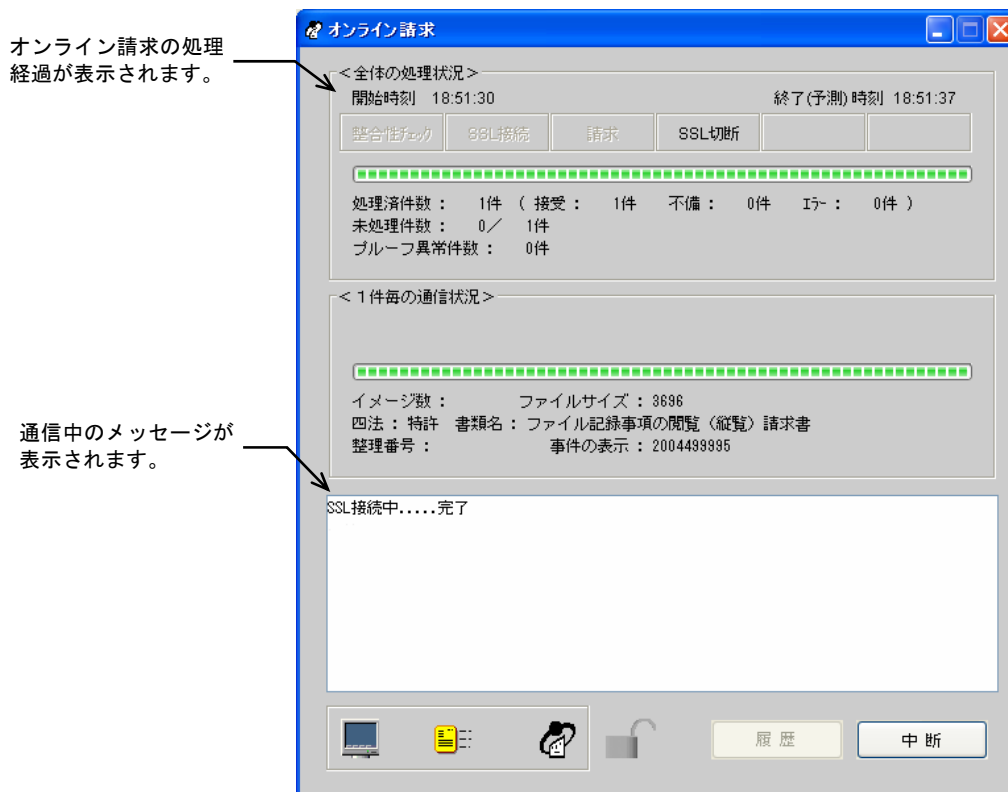 オンライン請求の処理
経過が表示されます。
オンライン請求
＜全体の処理状況＞
開始時刻 18:51:30 終了(予測)時刻 18:51:37
整合性ﾁｪｯｸ SSL接続 請求 SSL切断
処理済件数： 1件 （ 接受： 1件 不備： 0件 ｴﾗｰ： 0件 ）
未処理件数： 0／ 1件
プルーフ異常件数： 0件
＜１件毎の通信状況＞
イメージ数： ファイルサイズ：3696
四法：特許 書類名：ファイル記録事項の閲覧（縦覧）請求書
整理番号： 事件の表示：2004499995
通信中のメッセージが
表示されます。
SSL接続中.....完了
履歴 中断